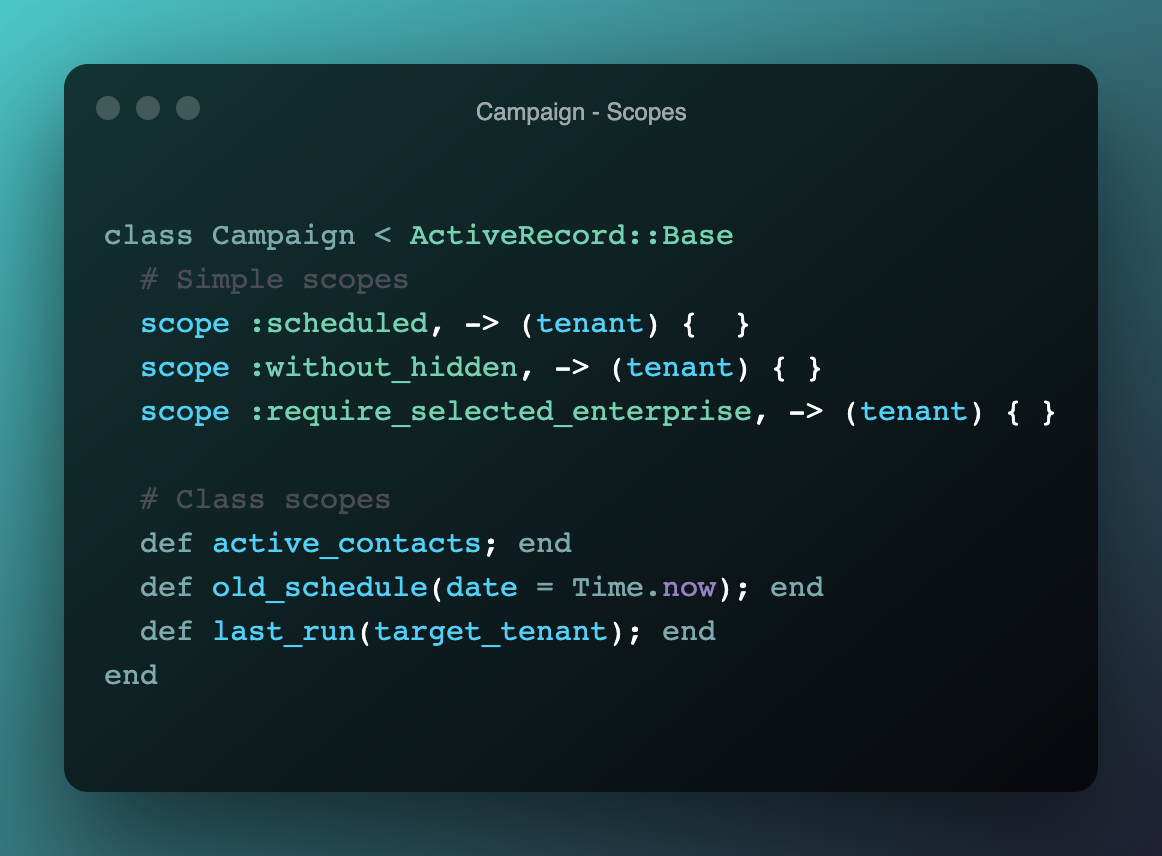 Campaign - Scopes
class Campaign < ActiveRecord::Base
  # Simple scopes
  scope :scheduled, -> (tenant) {  }
  scope :without_hidden, -> (tenant) { }
  scope :require_selected_enterprise, -> (tenant) { }

  # Class scopes
  def active_contacts; end
  def old_schedule(date = Time.now); end
  def last_run(target_tenant); end
end